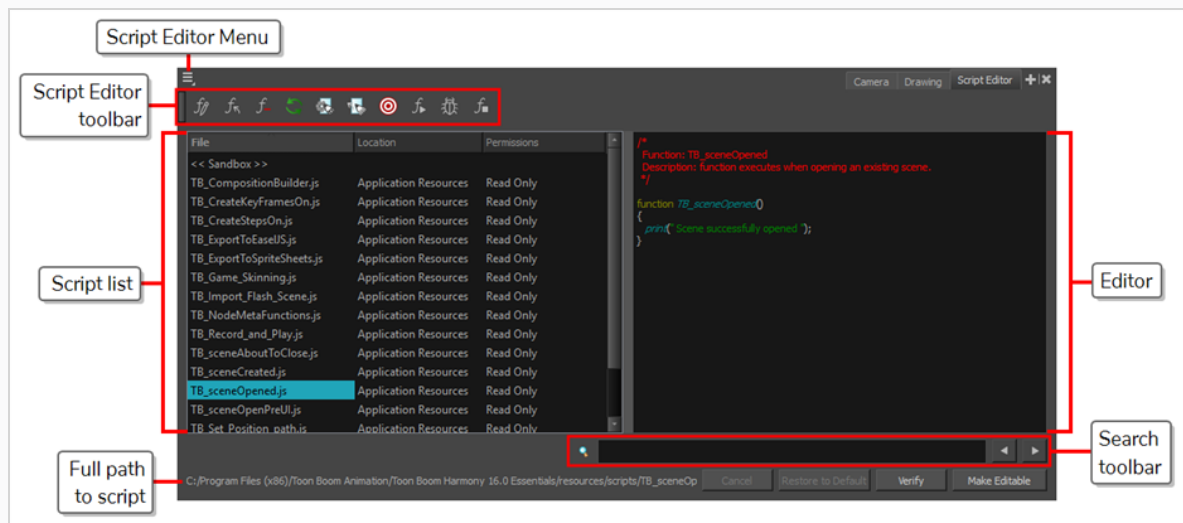 Script Editor Menu
Script Editor
toolbar
Camera Drawing Script Editor
File Location Permissions
<< Sandbox >>
TB_CompositionBuilder.js Application Resources Read Only
TB_CreateKeyFramesOn.js Application Resources Read Only
TB_CreateStepsOn.js Application Resources Read Only
TB_ExportToEaselJS.js Application Resources Read Only
TB_ExportToSpriteSheets.js Application Resources Read Only
TB_Game_Skinning.js Application Resources Read Only
TB_Import_Flash_Scene.js Application Resources Read Only
TB_NodeMetaFunctions.js Application Resources Read Only
TB_Record_and_Play.js Application Resources Read Only
TB_sceneAboutToClose.js Application Resources Read Only
TB_sceneCreated.js Application Resources Read Only
TB_sceneOpened.js Application Resources Read Only
TB_sceneOpenPreUI.js Application Resources Read Only
TB_Set_Position_path.js Application Resources Read Only
/*
Function: TB_sceneOpened
Description: function executes when opening an existing scene.
*/
function TB_sceneOpened()
{
print(" Scene successfully opened ");
}
Script list
Editor
Search
toolbar
Full path
to script
C:/Program Files (x86)/Toon Boom Animation/Toon Boom Harmony 16.0 Essentials/resources/scripts/TB_sceneOp
Cancel Restore to Default Verify Make Editable